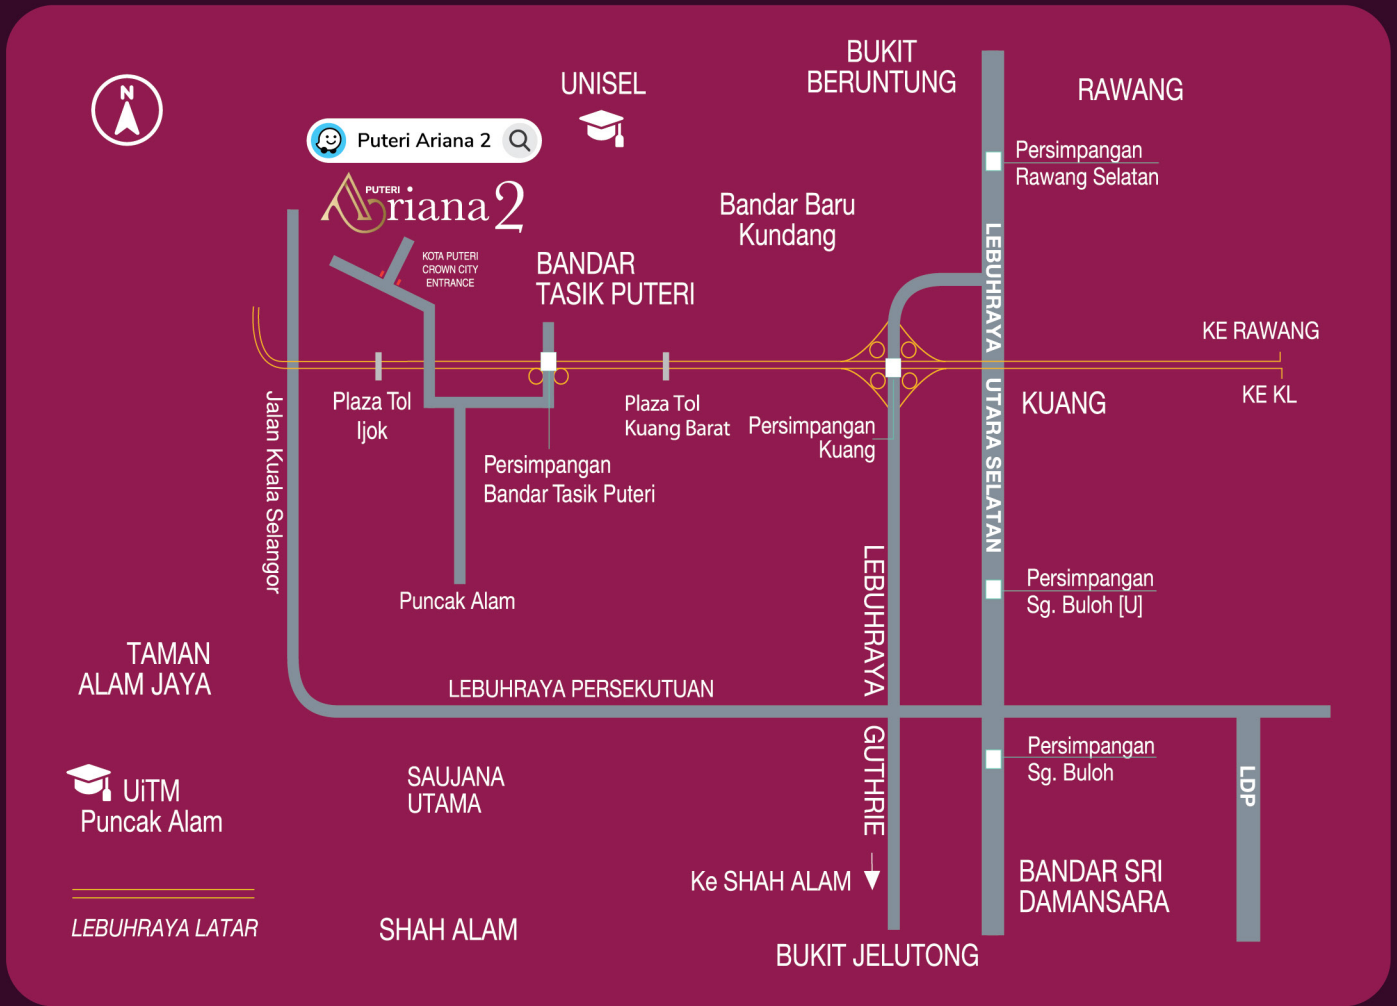 N
UNISEL
BUKIT
BERUNTUNG
RAWANG
Puteri Ariana 2
PUTERI
Ariana 2
Persimpangan
Rawang Selatan
Bandar Baru
Kundang
KOTA PUTERI
CROWN CITY
ENTRANCE
BANDAR
TASIK PUTERI
LEBUHRAYA UTARA SELATAN
KE RAWANG
KE KL
KUANG
Jalan Kuala Selangor
Plaza Tol
Ijok
Plaza Tol
Kuang Barat
Persimpangan
Kuang
Persimpangan
Bandar Tasik Puteri
Puncak Alam
LEBUHRAYA GUTHRIE
Persimpangan
Sg. Buloh [U]
TAMAN
ALAM JAYA
LEBUHRAYA PERSEKUTUAN
Persimpangan
Sg. Buloh
LDP
UiTM
Puncak Alam
SAUJANA
UTAMA
Ke SHAH ALAM
BANDAR SRI
DAMANSARA
LEBUHRAYA LATAR
SHAH ALAM
BUKIT JELUTONG